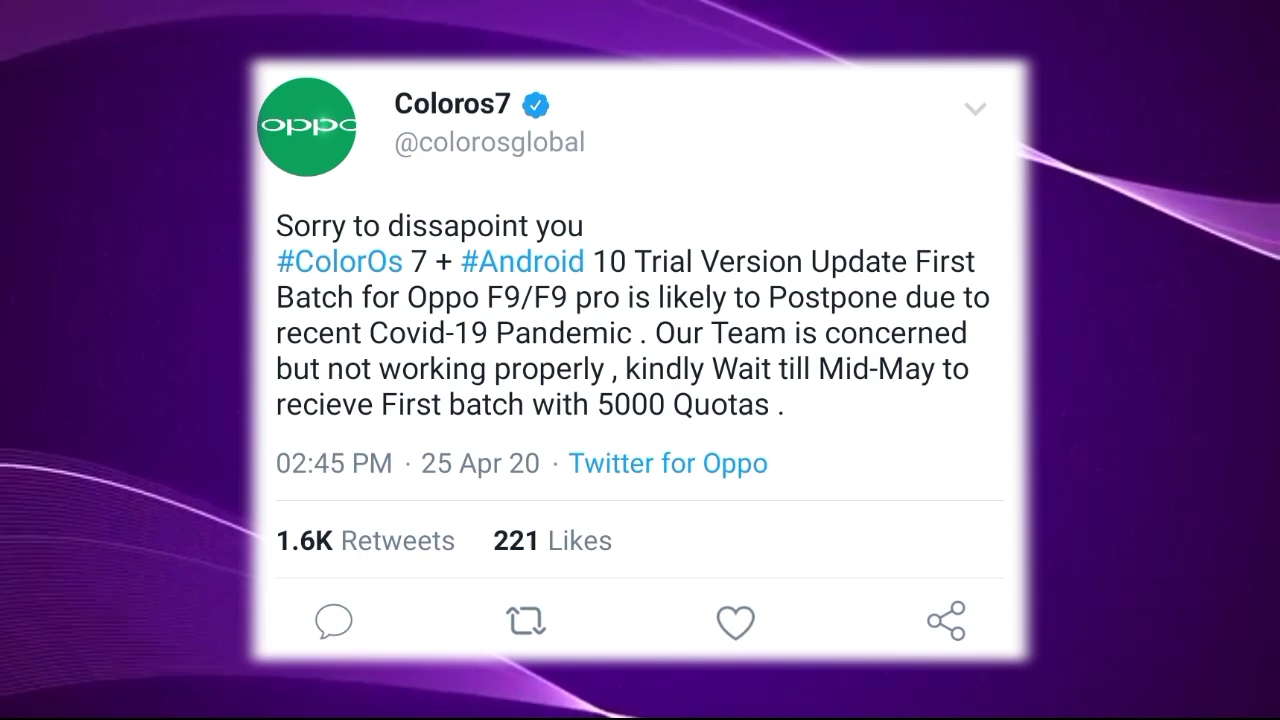 oppo
Coloros7
@colorosglobal
Sorry to dissapoint you
#ColorOs 7 + #Android 10 Trial Version Update First
Batch for Oppo F9/F9 pro is likely to Postpone due to
recent Covid-19 Pandemic . Our Team is concerned
but not working properly , kindly Wait till Mid-May to
recieve First batch with 5000 Quotas .
02:45 PM · 25 Apr 20 · Twitter for Oppo
1.6K Retweets 221 Likes